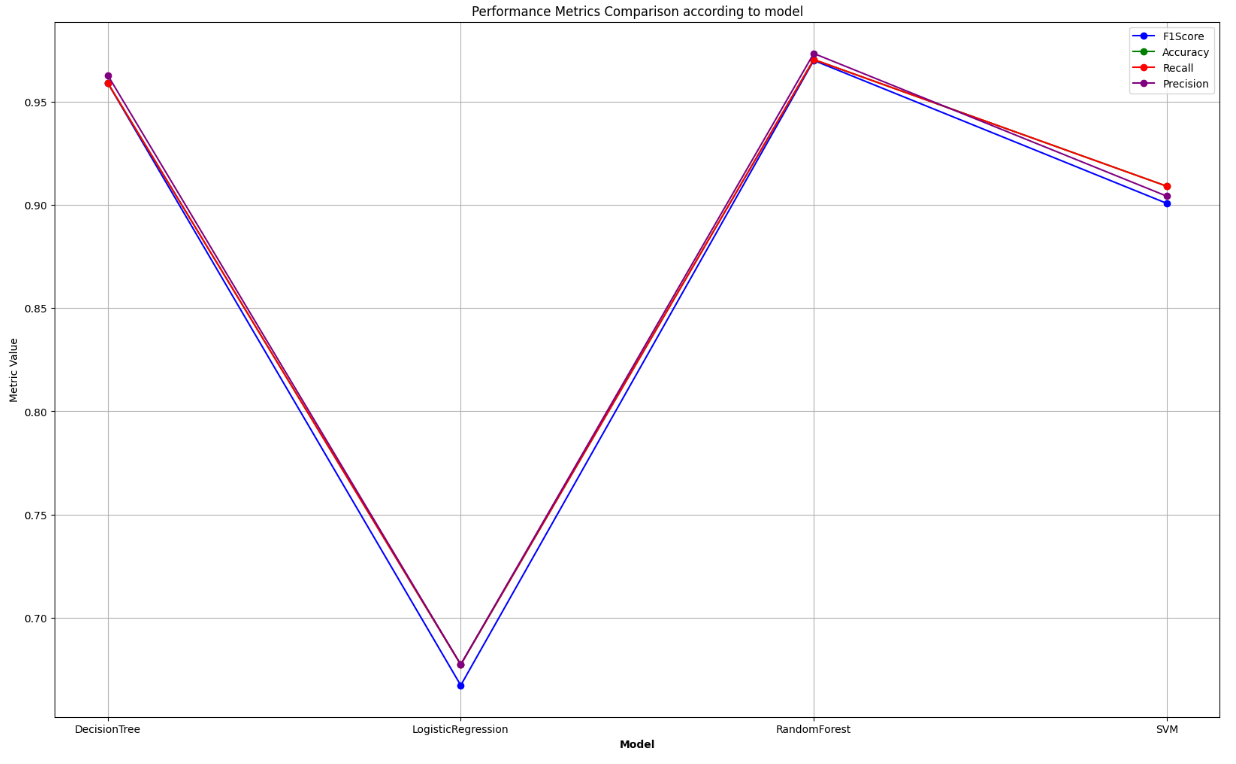 Performance Metrics Comparison according to model
F1Score
Accuracy
Recall
Precision
0.95
0.90
0.85
0.80
0.75
0.70
Metric Value
DecisionTree
LogisticRegression
RandomForest
SVM
Model